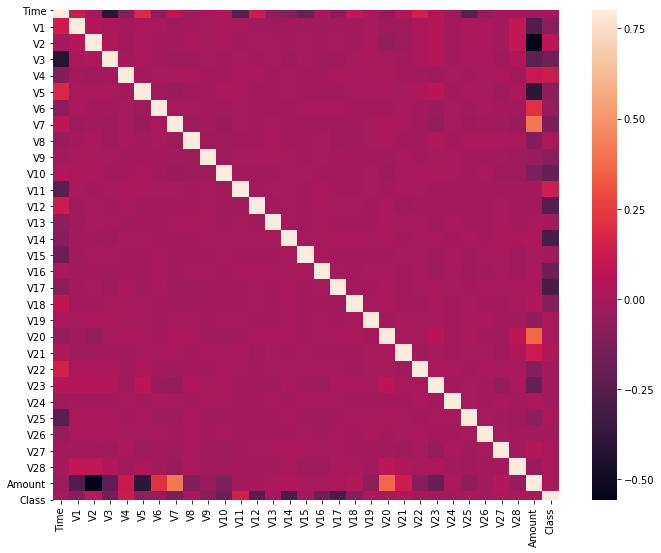 Time
V1
V2
V3
V4
V5
V6
V7
V8
V9
V10
V11
V12
V13
V14
V15
V16
V17
V18
V19
V20
V21
V22
V23
V24
V25
V26
V27
V28
Amount
Class
Time
V1
V2
V3
V4
V5
V6
V7
V8
V9
V10
V11
V12
V13
V14
V15
V16
V17
V18
V19
V20
V21
V22
V23
V24
V25
V26
V27
V28
Amount
Class
0.75
0.50
0.25
0.00
−0.25
−0.50